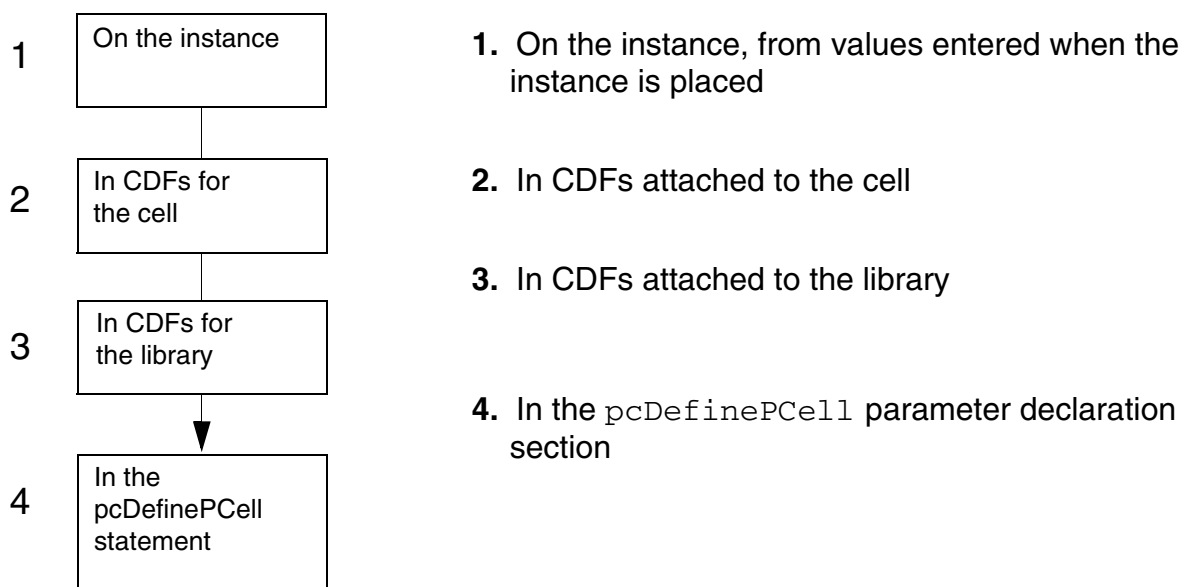 1
On the instance
2
In CDFs for
the cell
3
In CDFs for
the library
4
In the
pcDefinePCell
statement
1. On the instance, from values entered when the
instance is placed
2. In CDFs attached to the cell
3. In CDFs attached to the library
4. In the pcDefinePCell parameter declaration
section